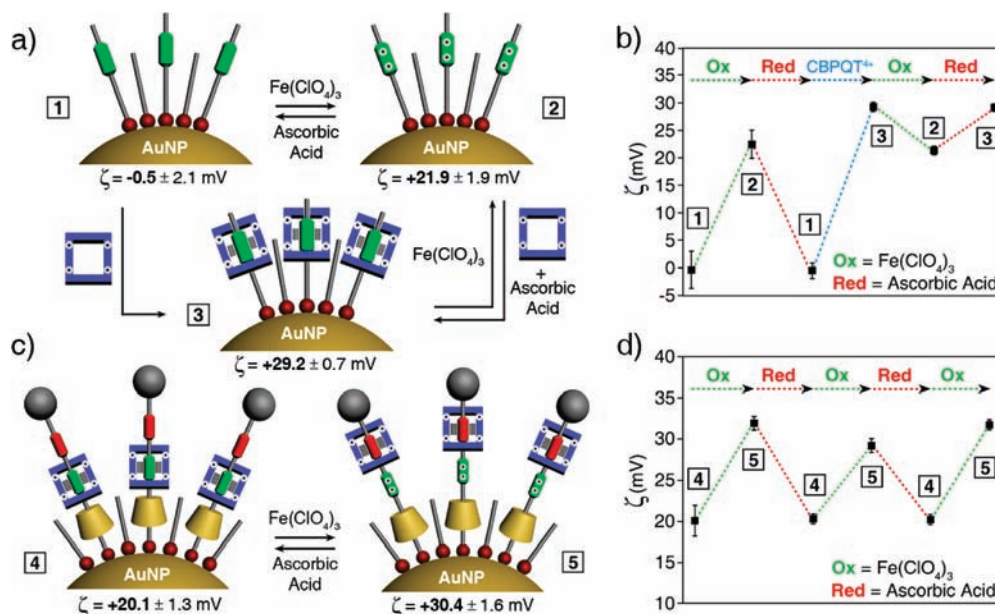 a)
1
AuNP
ζ = -0.5 ± 2.1 mV
Fe(ClO₄)₃
Ascorbic
Acid
2
AuNP
ζ = +21.9 ± 1.9 mV
3
AuNP
ζ = +29.2 ± 0.7 mV
Fe(ClO₄)₃
+
Ascorbic
Acid
b)
ζ (mV)
40
35
30
25
20
15
10
5
0
-5
Ox Red CBPQT⁴⁺ Ox Red
1
2
1
3
2
3
Ox = Fe(ClO₄)₃
Red = Ascorbic Acid
c)
4
AuNP
ζ = +20.1 ± 1.3 mV
Fe(ClO₄)₃
Ascorbic
Acid
5
AuNP
ζ = +30.4 ± 1.6 mV
d)
ζ (mV)
40
35
30
25
20
15
10
Ox Red Ox Red Ox
4
5
4
5
4
5
Ox = Fe(ClO₄)₃
Red = Ascorbic Acid